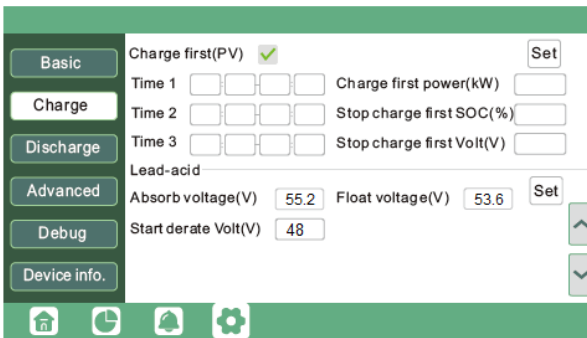 Basic
Charge
Discharge
Advanced
Debug
Device info.
Charge first(PV) Set
Time 1 Charge first power(kW)
Time 2 Stop charge first SOC(%)
Time 3 Stop charge first Volt(V)
Lead-acid
Absorb voltage(V) 55.2 Float voltage(V) 53.6 Set
Start derate Volt(V) 48